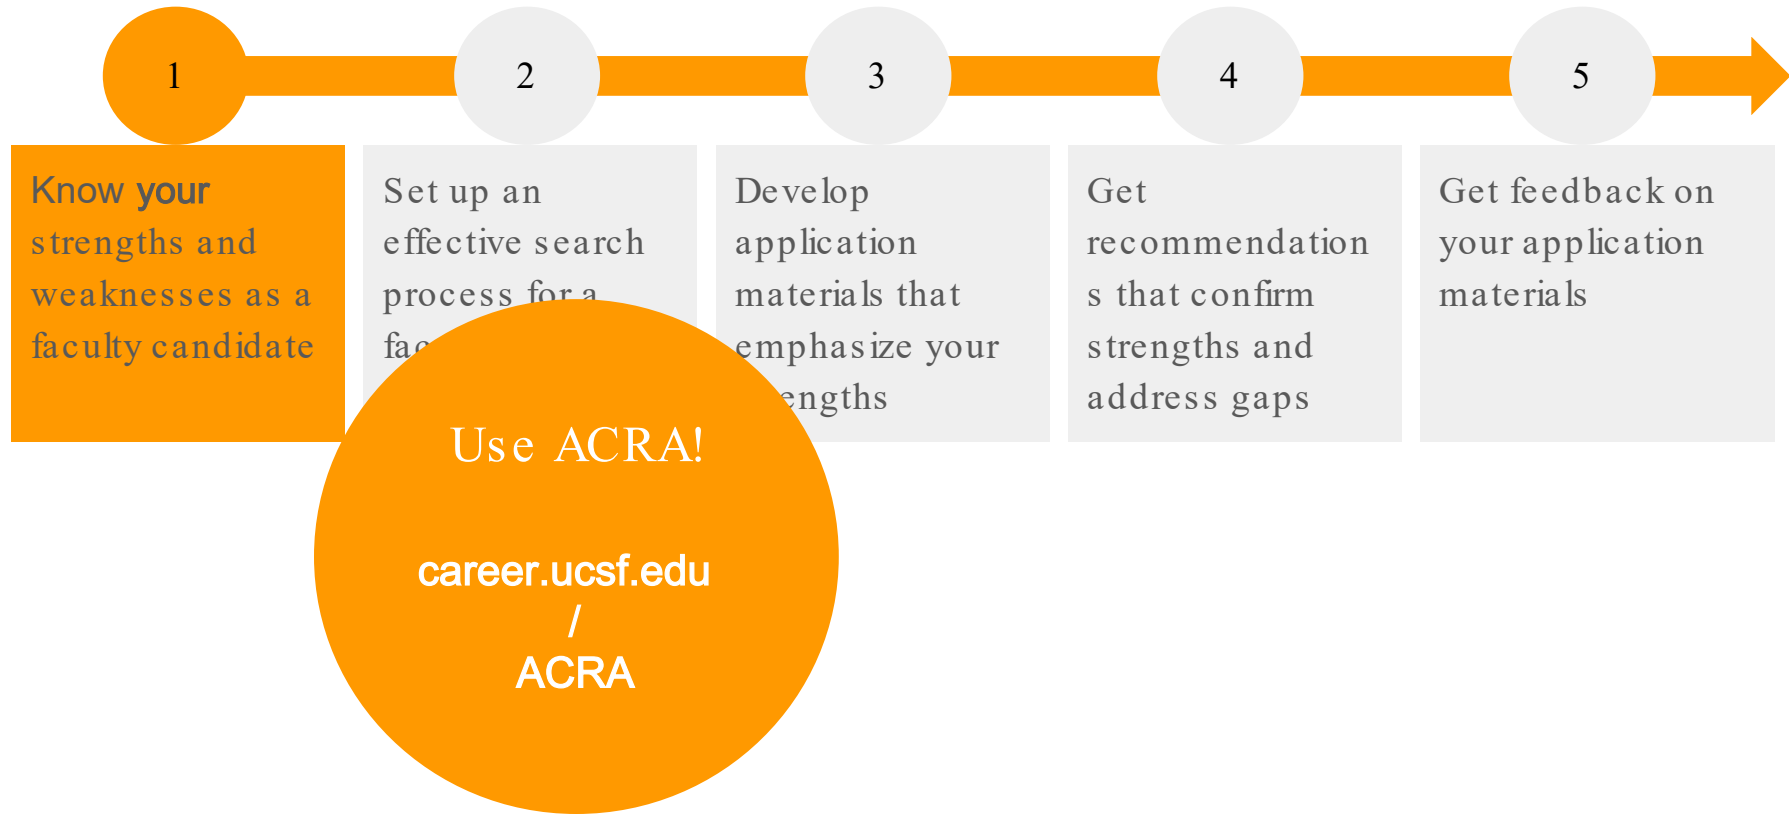 1
2
3
4
5
Know your
strengths and
weaknesses as a
faculty candidate
Set up an
effective search
process for a
Develop
application
materials that
emphasize your
engths
Get
recommendation
s that confirm
strengths and
address gaps
Get feedback on
your application
materials
Use ACRA!
career.ucsf.edu
/
ACRA